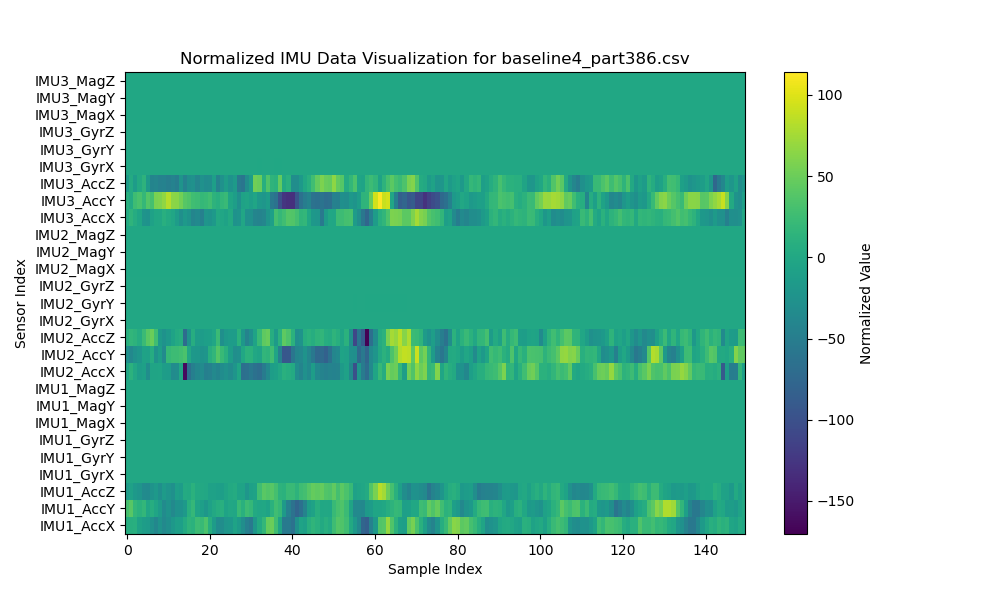 Normalized IMU Data Visualization for baseline4_part386.csv
IMU3_MagZ
IMU3_MagY
IMU3_MagX
IMU3_GyrZ
IMU3_GyrY
IMU3_GyrX
IMU3_AccZ
IMU3_AccY
IMU3_AccX
IMU2_MagZ
IMU2_MagY
IMU2_MagX
IMU2_GyrZ
IMU2_GyrY
IMU2_GyrX
IMU2_AccZ
IMU2_AccY
IMU2_AccX
IMU1_MagZ
IMU1_MagY
IMU1_MagX
IMU1_GyrZ
IMU1_GyrY
IMU1_GyrX
IMU1_AccZ
IMU1_AccY
IMU1_AccX
Sensor Index
0 20 40 60 80 100 120 140
Sample Index
100
50
0
−50
−100
−150
Normalized Value